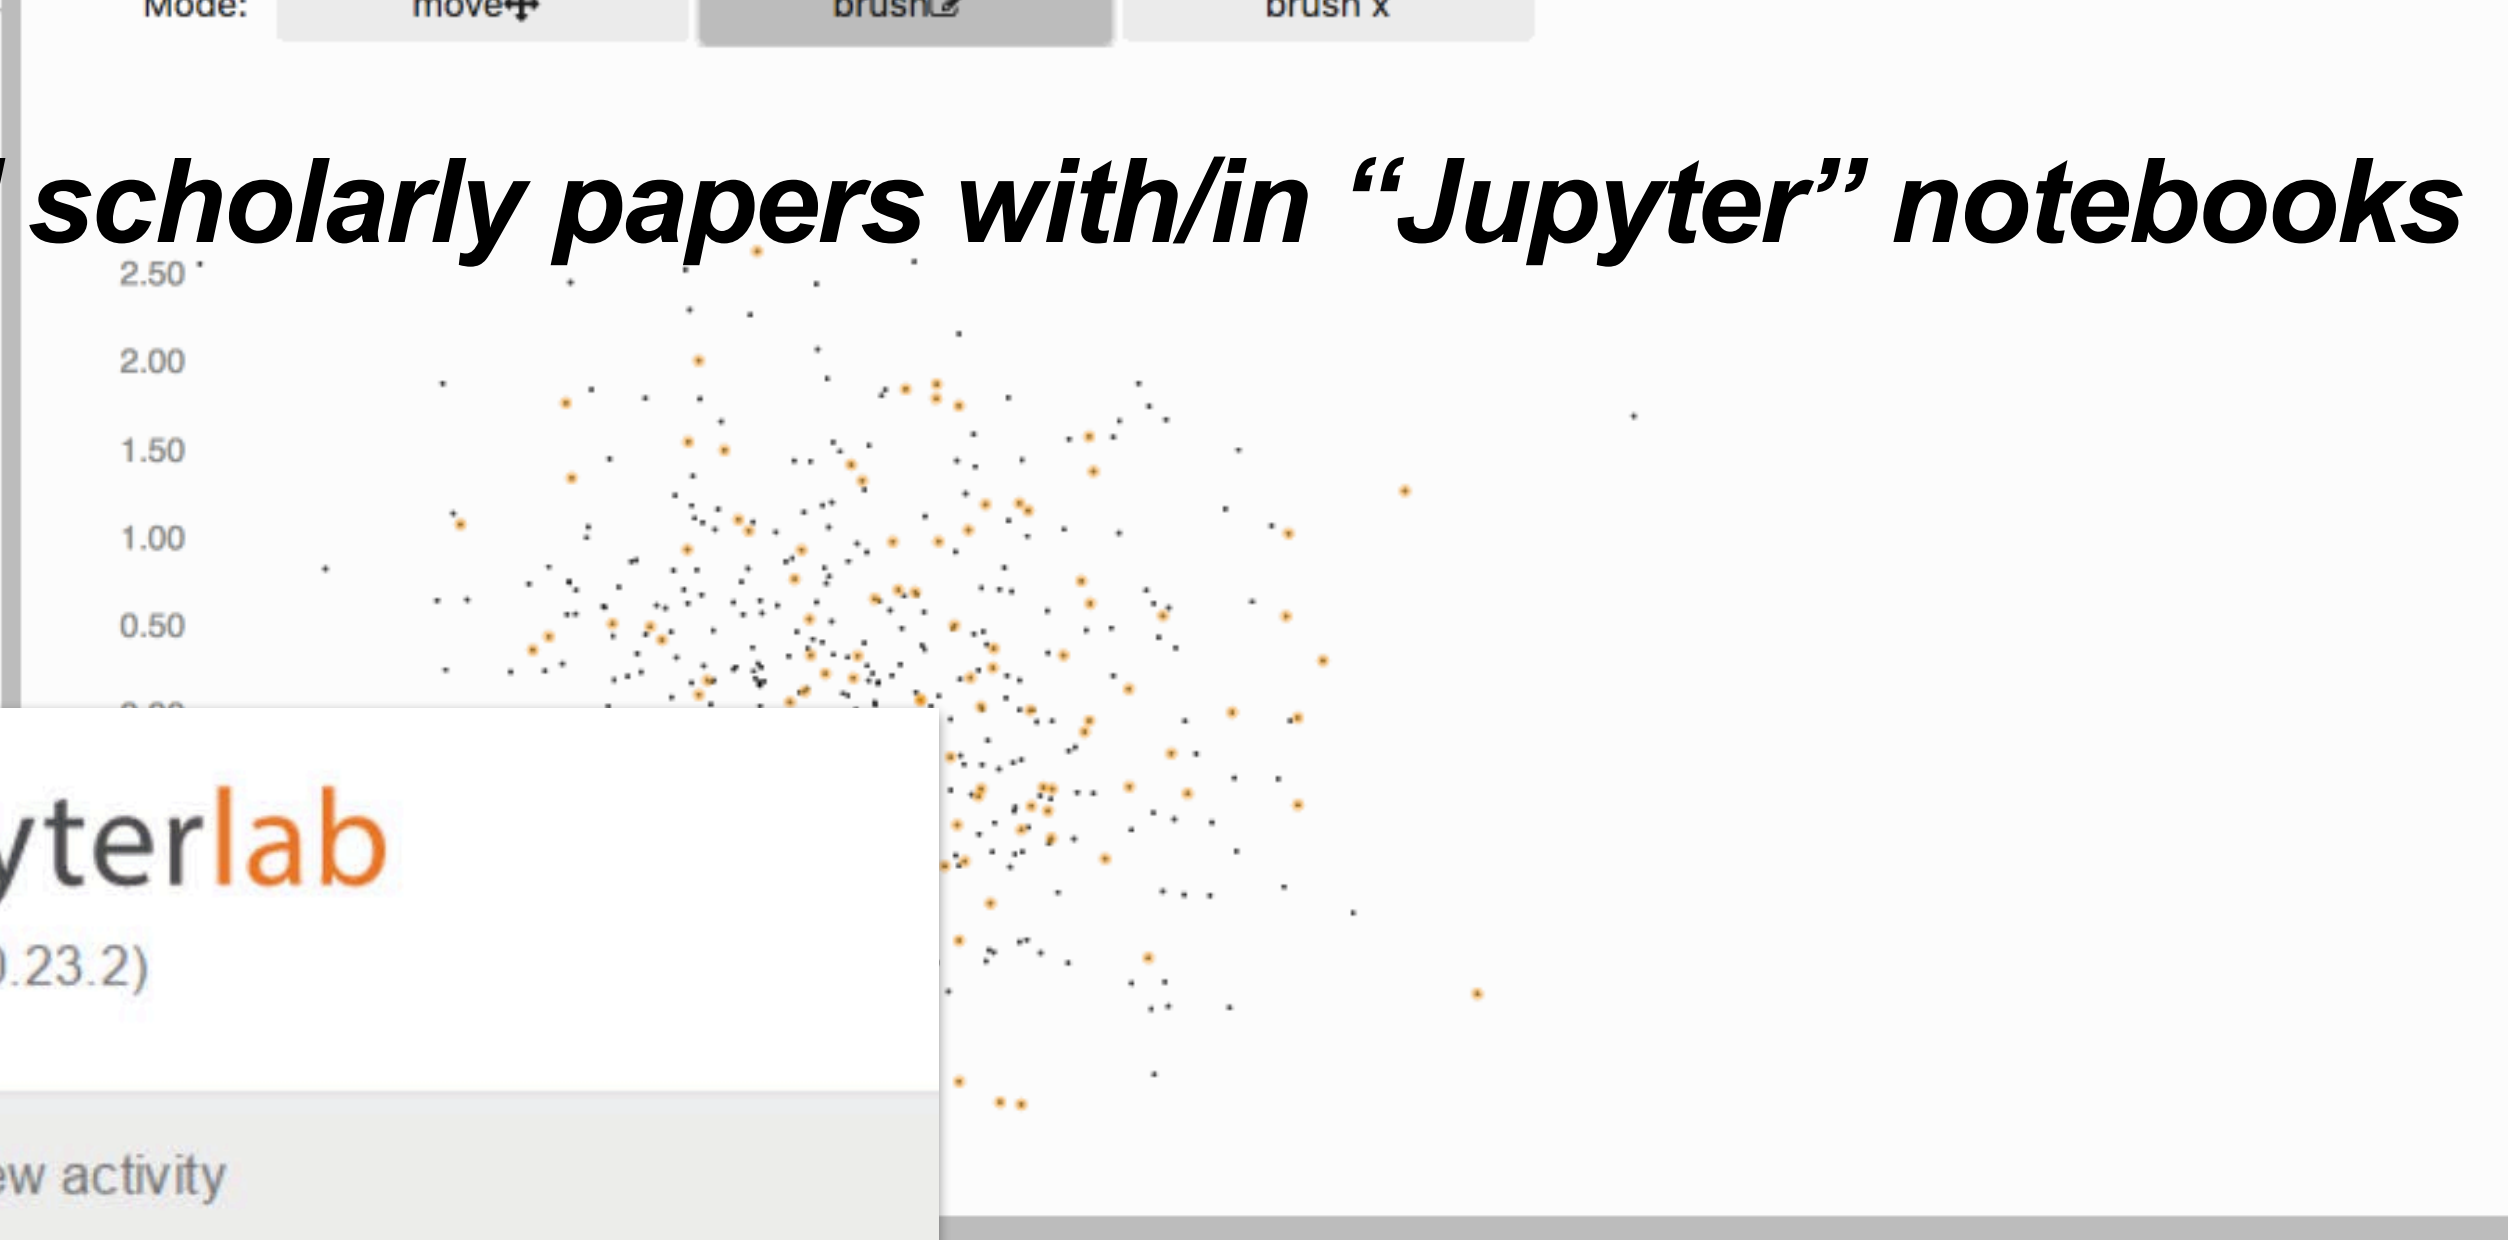 Mode: move brush brush x
scholarly papers with/in “Jupyter” notebooks
2.50
2.00
1.50
1.00
0.50
yterlab
.23.2)
ew activity